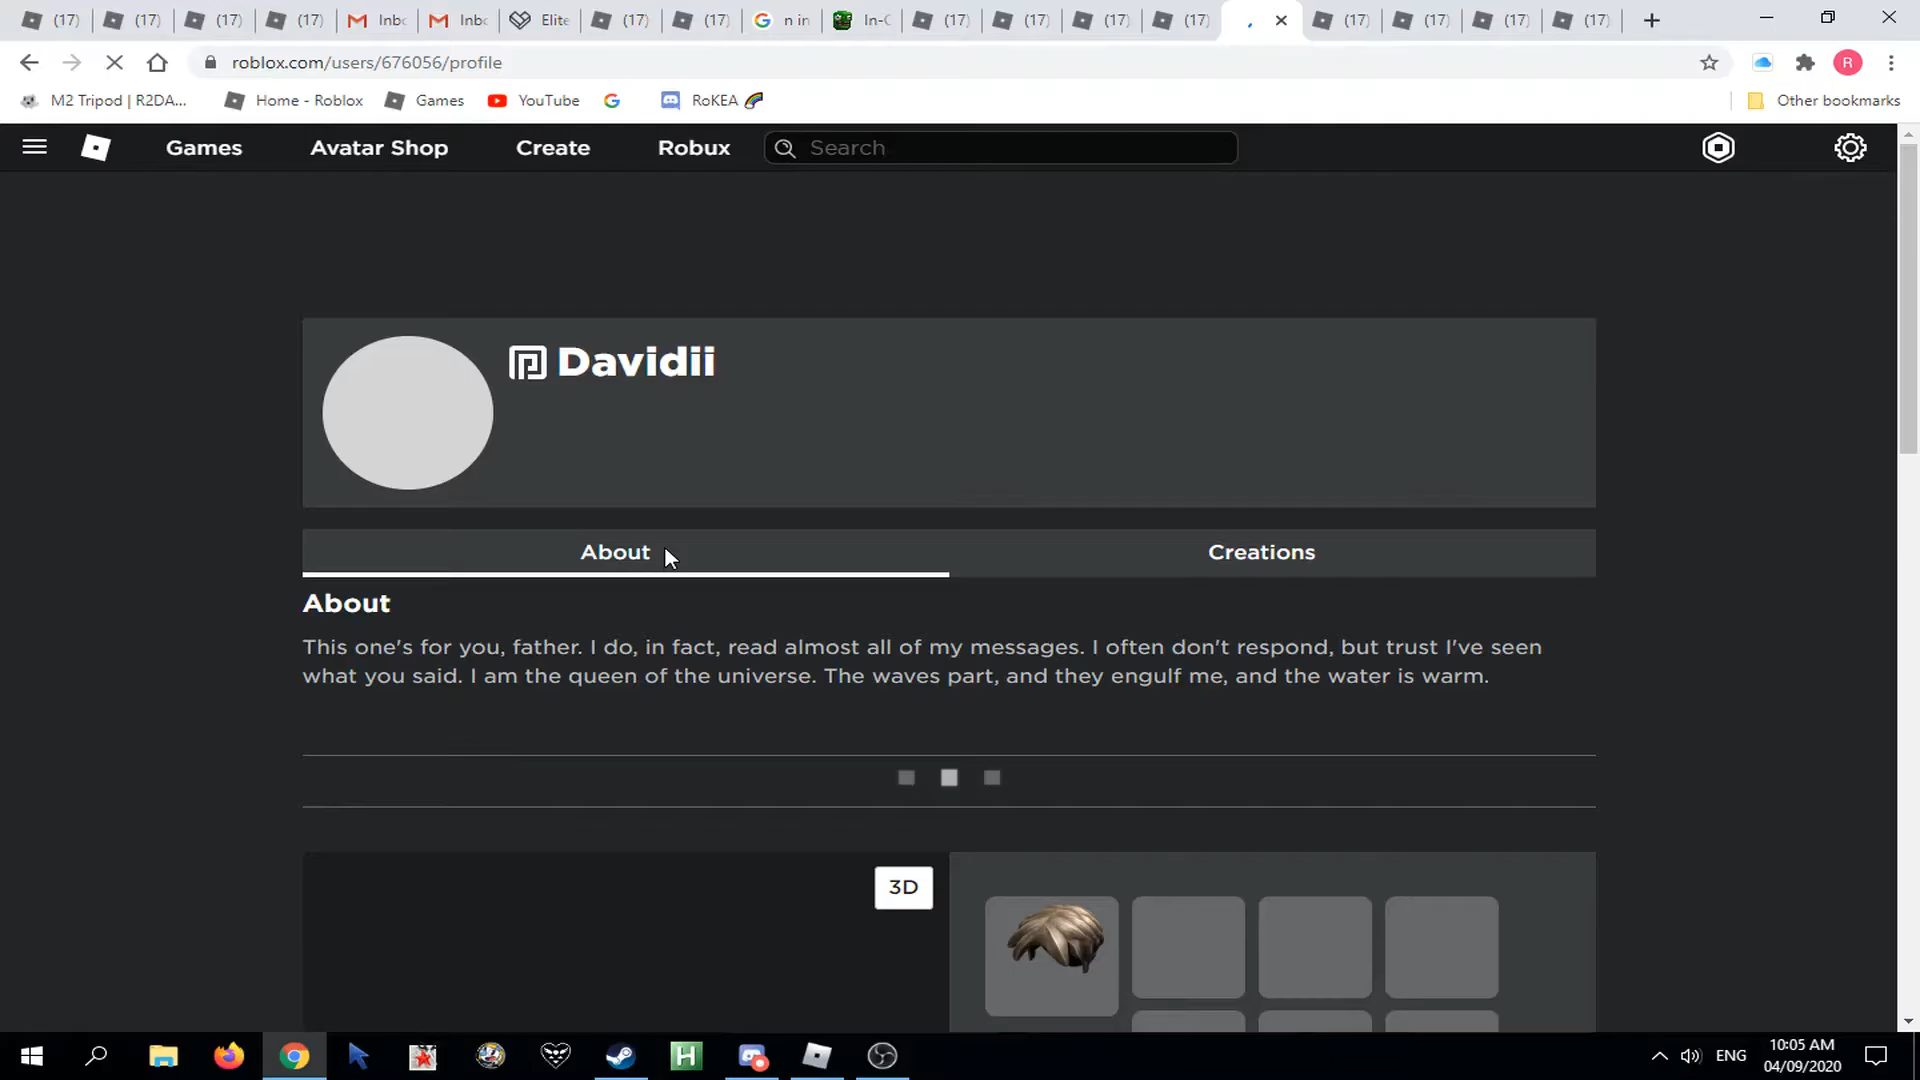 (17) (17) (17) (17) Inbo Inbo Elite (17) (17) n in In-C (17) (17) (17) (17) (17) (17) (17) (17)
roblox.com/users/676056/profile R
M2 Tripod | R2DA... Home - Roblox Games YouTube RoKEA Other bookmarks
Games Avatar Shop Create Robux Search
Davidii
About Creations
About
This one's for you, father. I do, in fact, read almost all of my messages. I often don't respond, but trust I've seen
what you said. I am the queen of the universe. The waves part, and they engulf me, and the water is warm.
3D
ENG 10:05 AM
04/09/2020